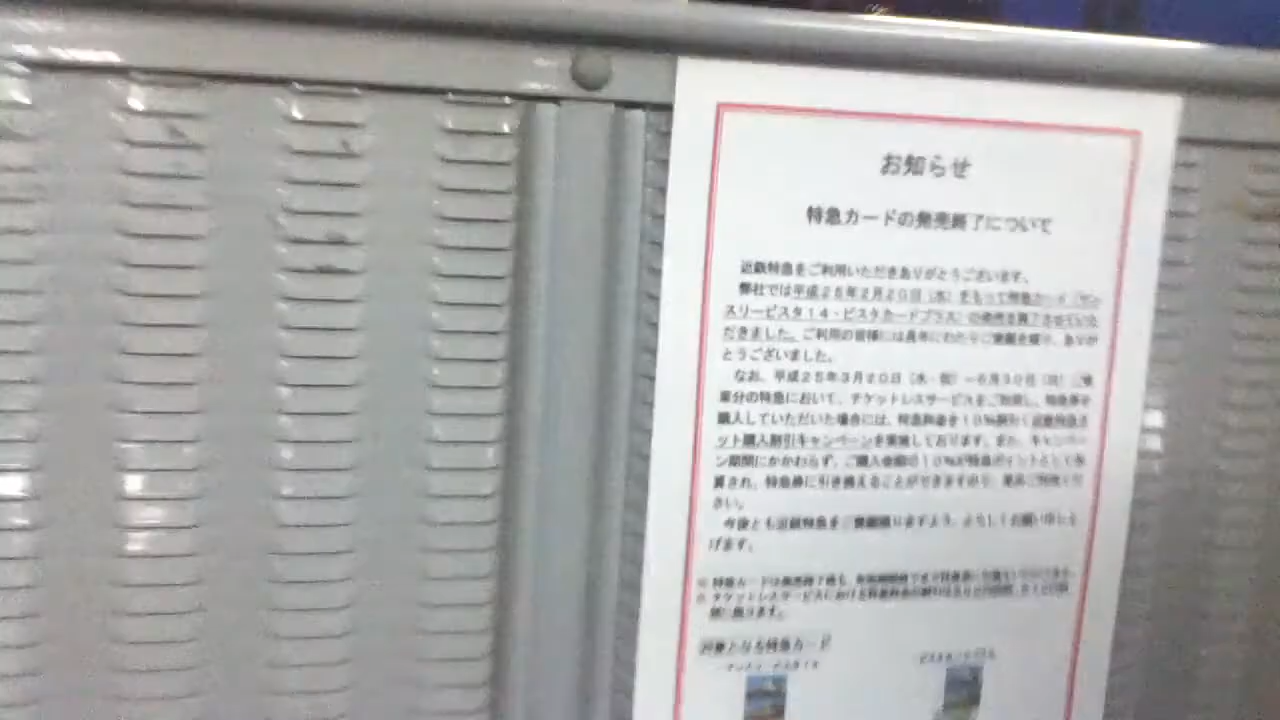 お知らせ
特急カードの発売終了について
近鉄特急をご利用いただきありがとうございます。
弊社では平成25年2月20日(水)をもって特急カード(サン
スリービスタ14・ビスタカードプラス)の発売を終了させていた
だきました。ご利用の皆様には長年にわたりご愛顧を賜り、ありが
とうございました。
なお、平成25年3月20日(水・祝)~6月30日(日)ご乗
車分の特急において、チケットレスサービスをご利用し、特急券を
購入していただいた場合には、特急料金を10%割引く近鉄特急ネ
ット購入割引キャンペーンを実施しております。また、キャンペー
ン期間にかかわらず、ご購入金額の10%が特急ポイントとして加
算され、特急券に引き換えることができますので、是非ご利用くだ
さい。
今後とも近鉄特急をご愛顧賜りますよう、よろしくお願い申し上
げます。
対象となる特急カード